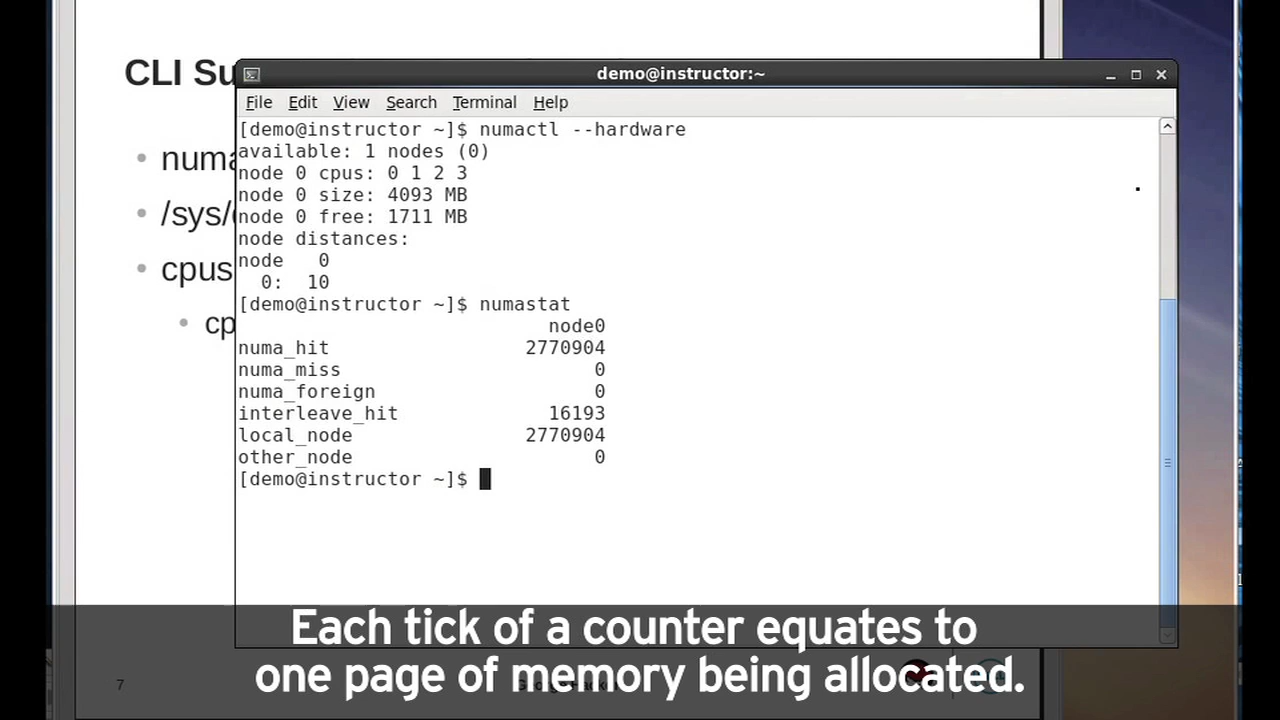 CLI Su
demo@instructor:~
File Edit View Search Terminal Help
[demo@instructor ~]$ numactl --hardware
available: 1 nodes (0)
node 0 cpus: 0 1 2 3
node 0 size: 4093 MB
node 0 free: 1711 MB
node distances:
node   0
  0:  10
[demo@instructor ~]$ numastat
                           node0
numa_hit                 2770904
numa_miss                      0
numa_foreign                   0
interleave_hit             16193
local_node               2770904
other_node                     0
[demo@instructor ~]$
• numa
• /sys/
• cpus
• cp
Each tick of a counter equates to
one page of memory being allocated.
7